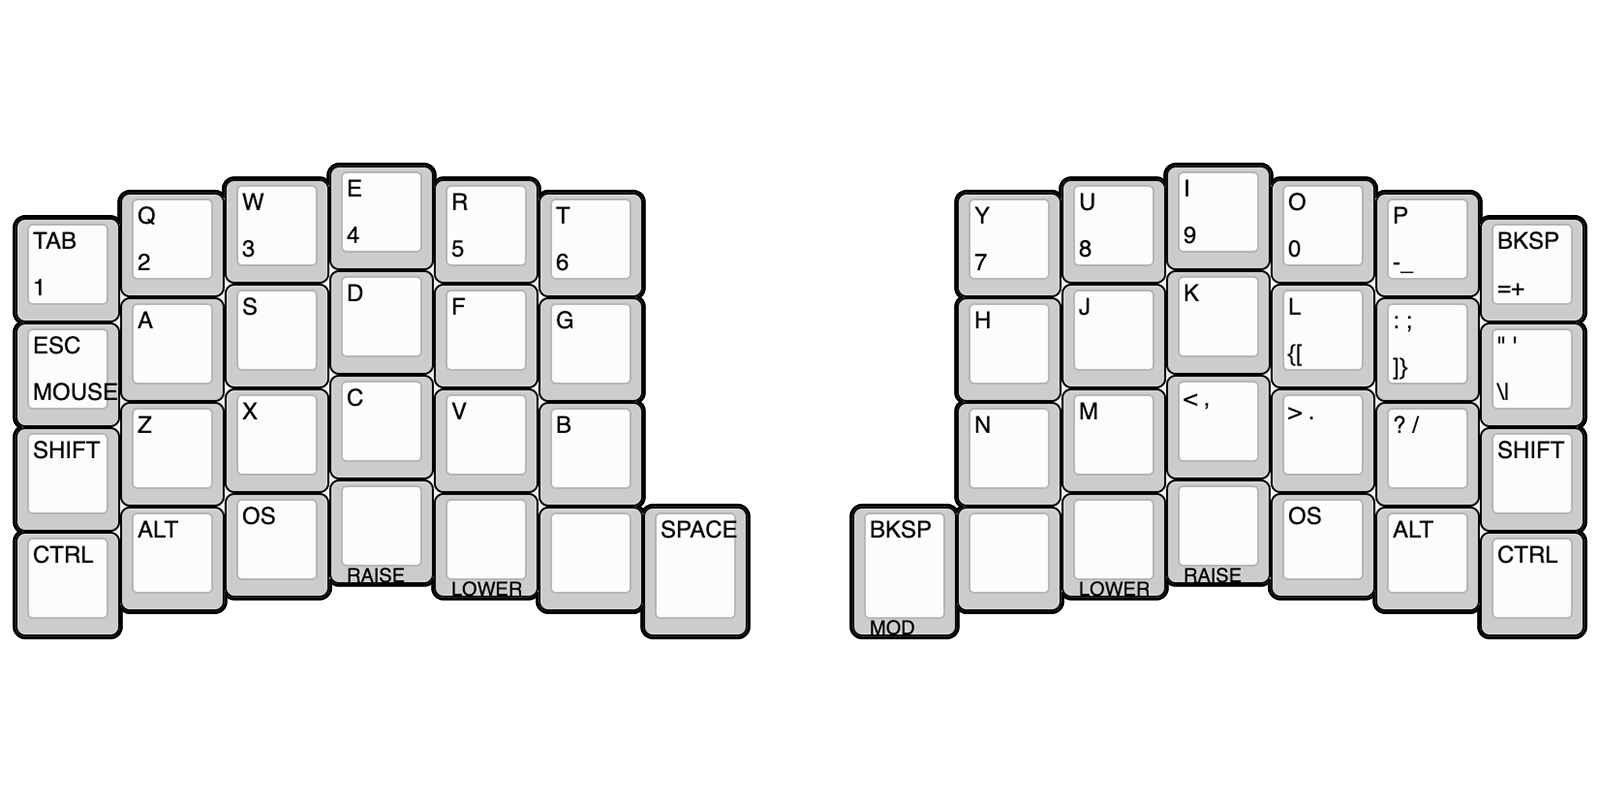 TAB
1
Q
2
W
3
E
4
R
5
T
6
ESC
MOUSE
A
S
D
F
G
SHIFT
Z
X
C
V
B
CTRL
ALT
OS
RAISE
LOWER
SPACE
Y
7
U
8
I
9
O
0
P
-_
BKSP
=+
H
J
K
L
{[
: ;
]}
" '
\|
N
M
< ,
> .
? /
SHIFT
BKSP
MOD
LOWER
RAISE
OS
ALT
CTRL